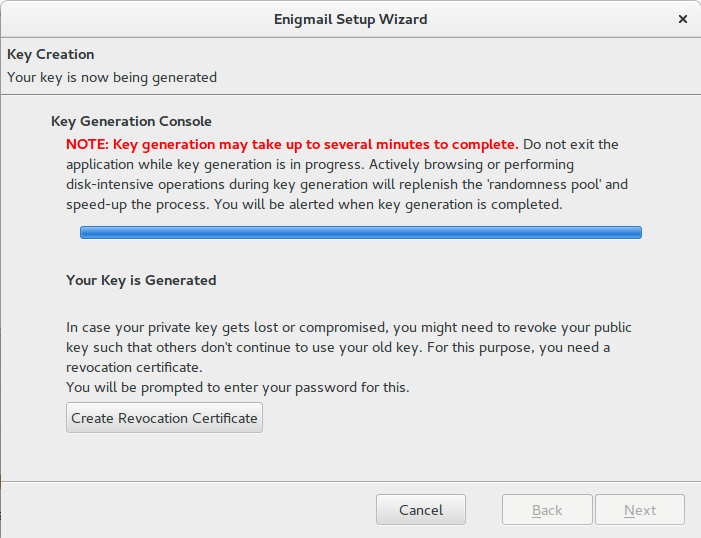 Enigmail Setup Wizard
Key Creation
Your key is now being generated
Key Generation Console
NOTE: Key generation may take up to several minutes to complete. Do not exit the
application while key generation is in progress. Actively browsing or performing
disk-intensive operations during key generation will replenish the 'randomness pool' and
speed-up the process. You will be alerted when key generation is completed.
Your Key is Generated
In case your private key gets lost or compromised, you might need to revoke your public
key such that others don't continue to use your old key. For this purpose, you need a
revocation certificate.
You will be prompted to enter your password for this.
Create Revocation Certificate
Cancel
Back
Next